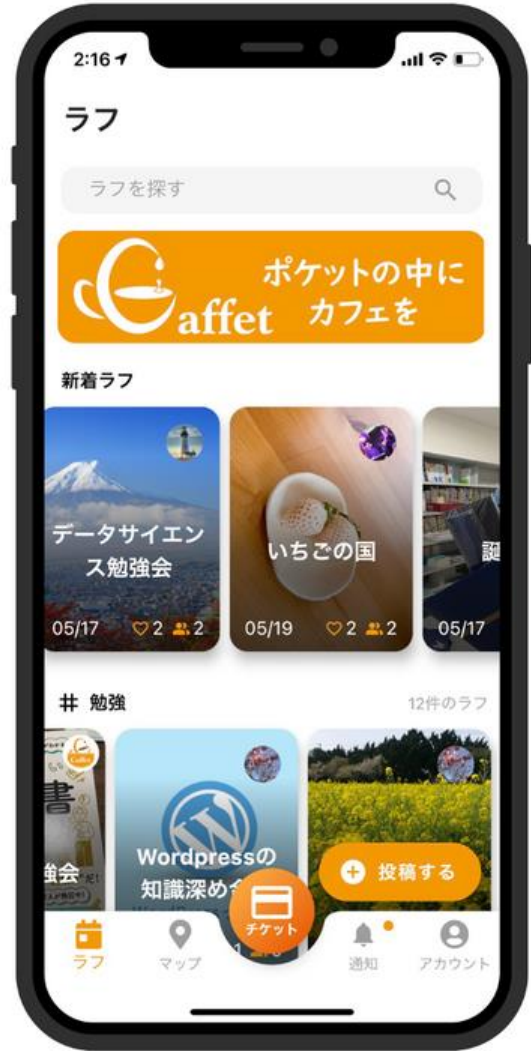 2:16
ラフ
ラフを探す
Caffet
ポケットの中に
カフェを
新着ラフ
データサイエン
ス勉強会
05/17
2
2
いちごの国
05/19
2
2
誕
05/17
# 勉強
12件のラフ
Caffet
書
強会
Wordpressの
知識深め
投稿する
チケット
ラフ
マップ
通知
アカウント